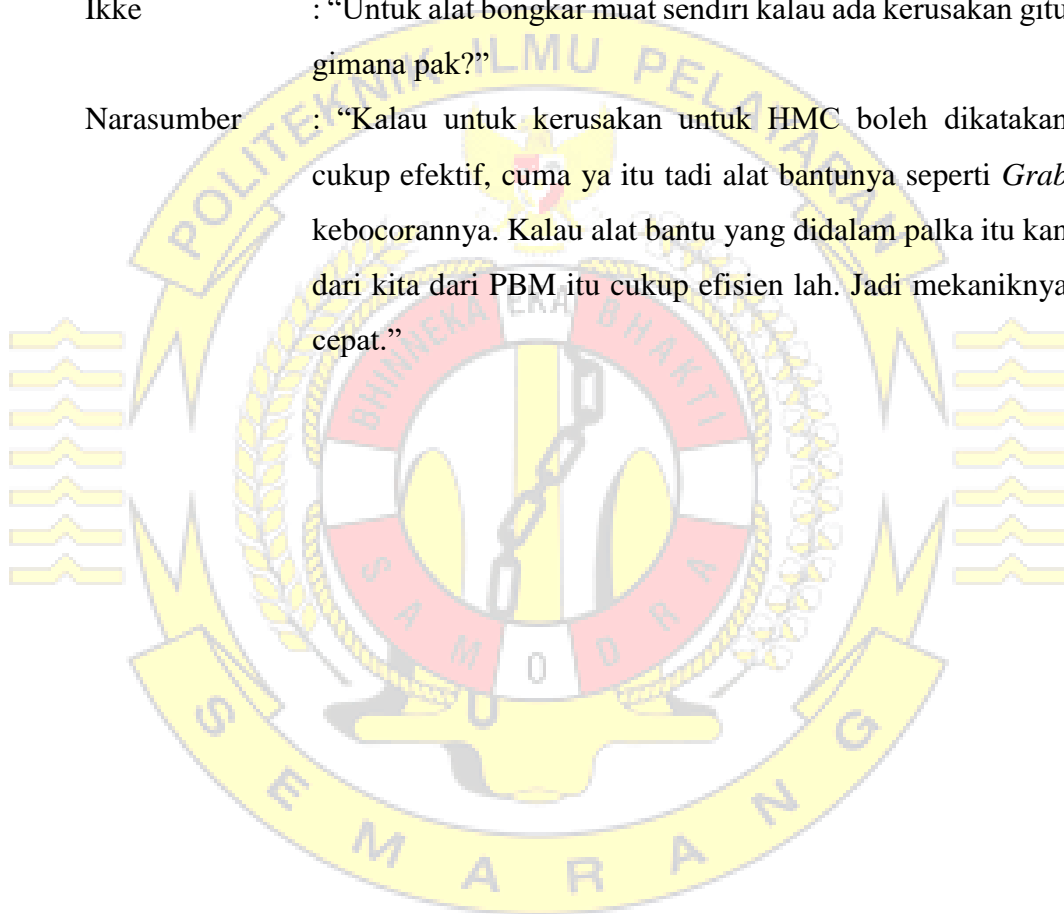 Ikke : “Untuk alat bongkar muat sendiri kalau ada kerusakan gitu
gimana pak?”
Narasumber : “Kalau untuk kerusakan untuk HMC boleh dikatakan
cukup efektif, cuma ya itu tadi alat bantunya seperti Grab
kebocorannya. Kalau alat bantu yang didalam palka itu kan
dari kita dari PBM itu cukup efisien lah. Jadi mekaniknya
cepat.”
POLITEKNIK ILMU PELAYARAN
BHINNEKA EKA BHAKTI
SAMODRA
SEMARANG